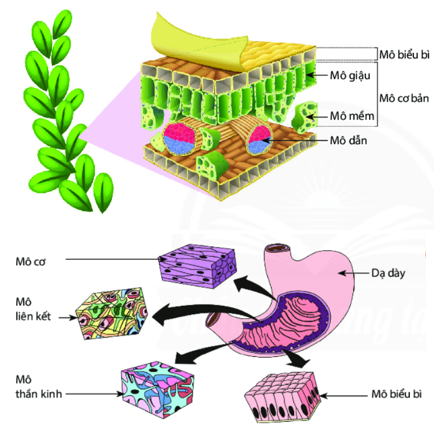 Mô biểu bì
Mô giậu
Mô cơ bản
Mô mềm
Mô dẫn
Mô cơ
Dạ dày
Mô
liên kết
Mô
thần kinh
Mô biểu bì